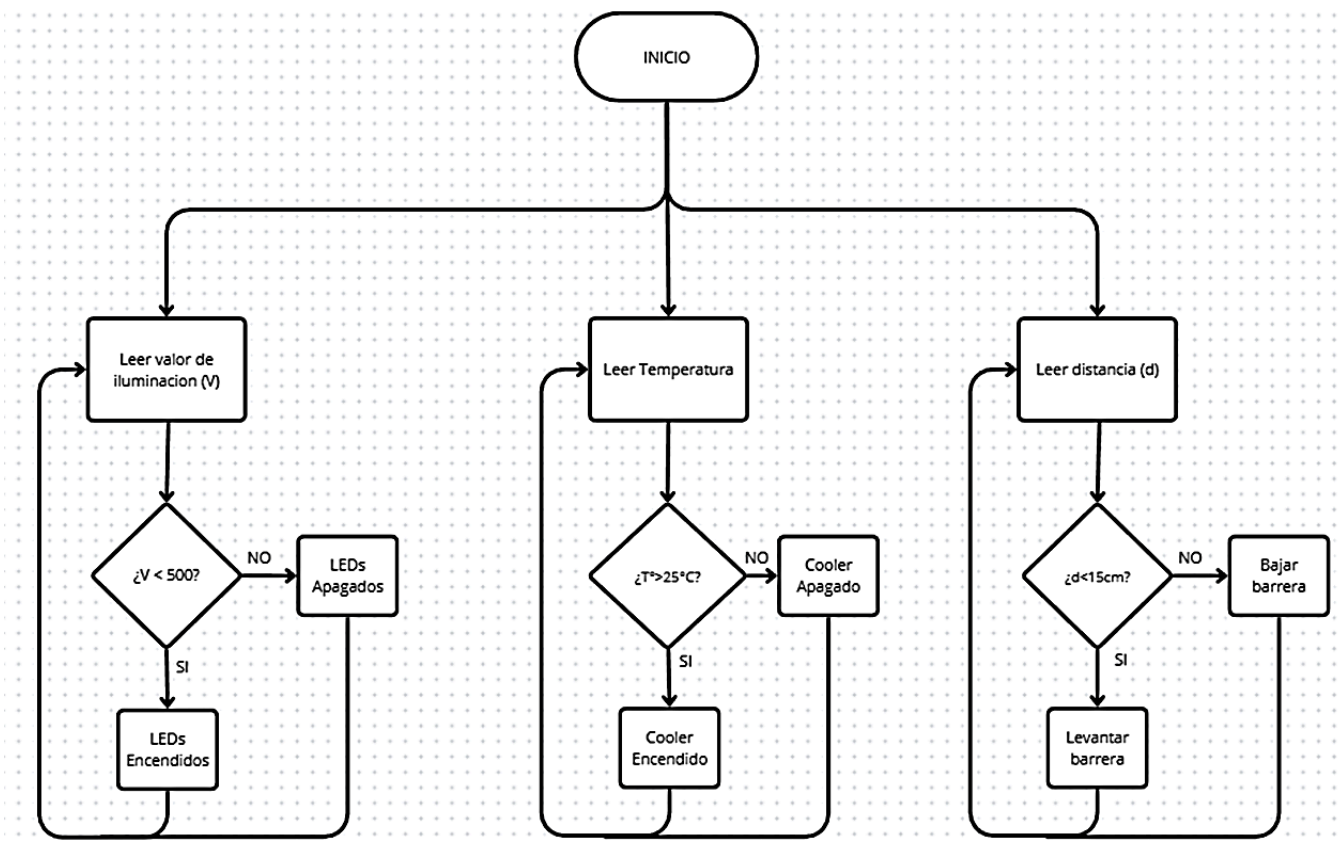 INICIO
Leer valor de
iluminacion (V)
Leer Temperatura
Leer distancia (d)
¿V < 500?
NO
LEDs
Apagados
SI
LEDs
Encendidos
¿T°>25°C?
NO
Cooler
Apagado
SI
Cooler
Encendido
¿d<15cm?
NO
Bajar
barrera
SI
Levantar
barrera